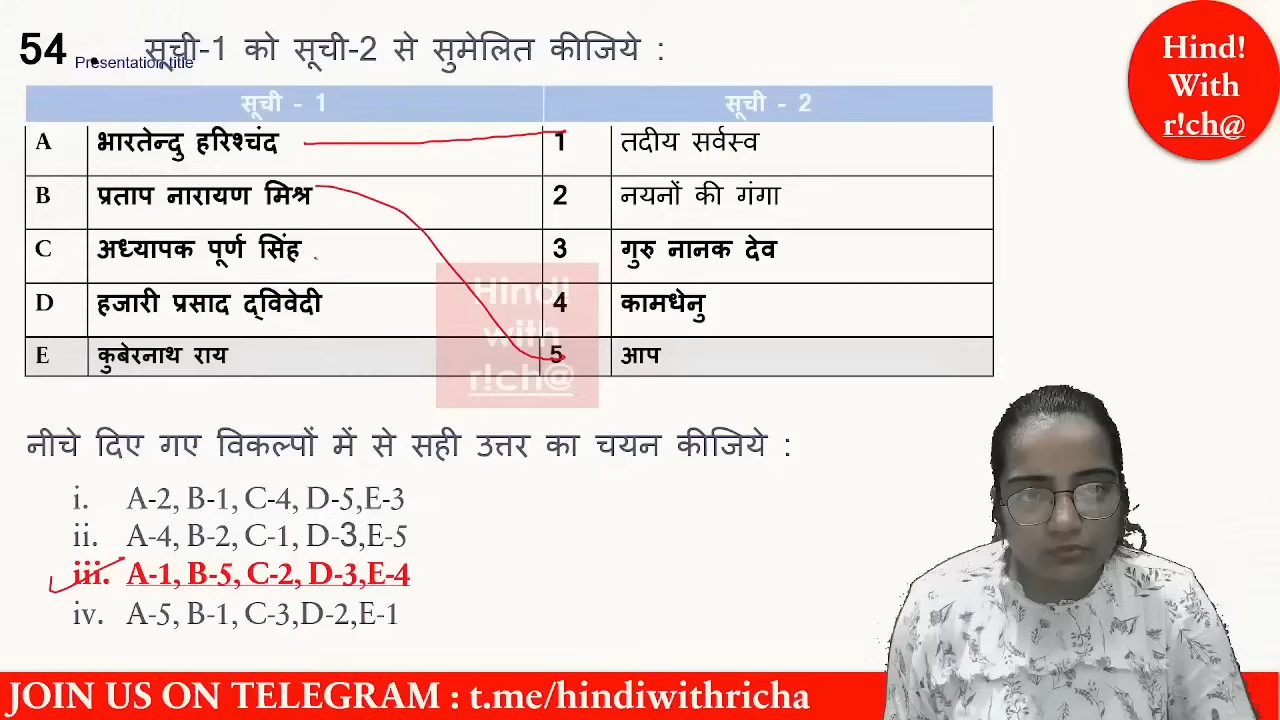 54 . सूची-1 को सूची-2 से सुमेलित कीजिये :
Presentation title
सूची - 1 सूची - 2
A भारतेन्दु हरिश्चंद 1 तदीय सर्वस्व
B प्रताप नारायण मिश्र 2 नयनों की गंगा
C अध्यापक पूर्ण सिंह 3 गुरु नानक देव
D हजारी प्रसाद द्विवेदी 4 कामधेनु
E कुबेरनाथ राय 5 आप
नीचे दिए गए विकल्पों में से सही उत्तर का चयन कीजिये :
i. A-2, B-1, C-4, D-5,E-3
ii. A-4, B-2, C-1, D-3,E-5
iii. A-1, B-5, C-2, D-3,E-4
iv. A-5, B-1, C-3,D-2,E-1
Hind!
With
r!ch@
Hind!
with
r!ch@
JOIN US ON TELEGRAM : t.me/hindiwithricha